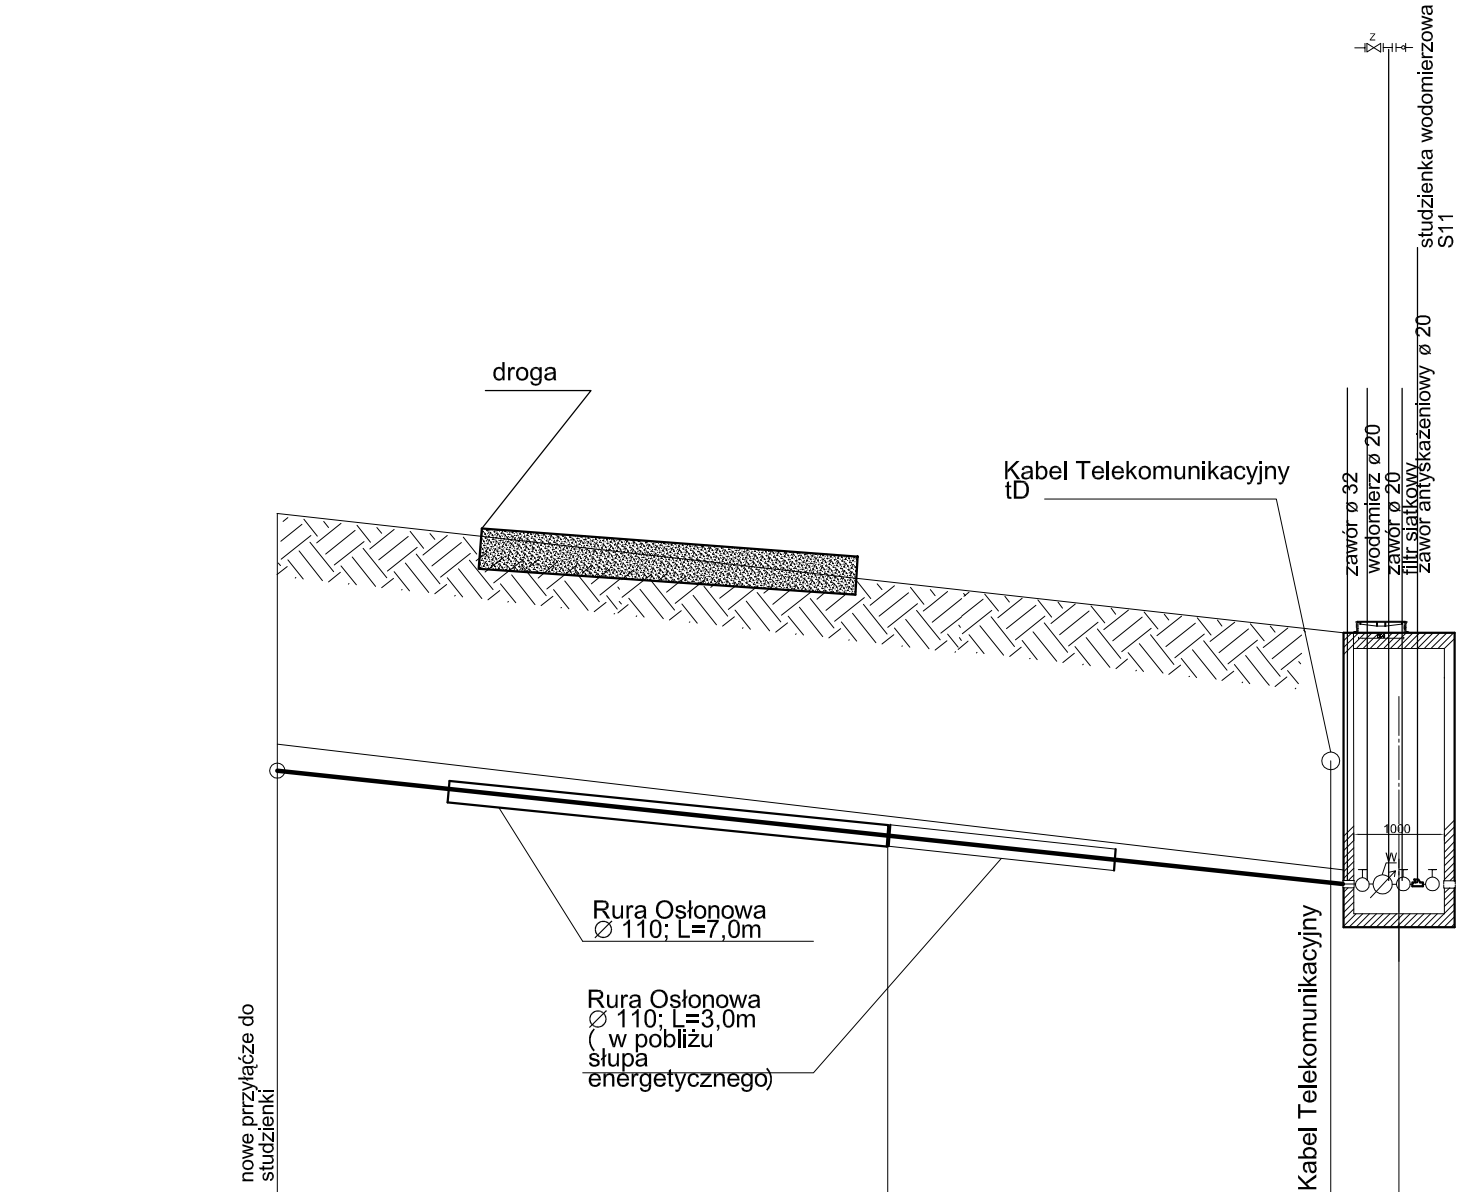 Z
studzienka wodomierzowa
S11
droga
Kabel Telekomunikacyjny
tD
zawór ø 32
wodomierz ø 20
zawór ø 20
filtr siatkowy
zawór antyskażeniowy ø 20
1000
W
Rura Osłonowa
∅ 110; L=7,0m
Rura Osłonowa
∅ 110; L=3,0m
( w pobliżu
słupa
energetycznego)
nowe przyłącze do
studzienki
Kabel Telekomunikacyjny